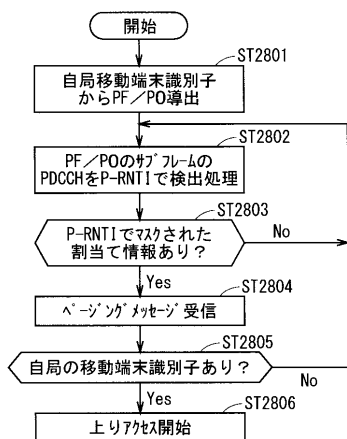 開始
ST2801
自局移動端末識別子
からPF/PO導出
ST2802
PF/POのサブフレームの
PDCCHをP-RNTIで検出処理
ST2803
P-RNTIでマスクされた
割当て情報あり?
No
Yes
ST2804
ページングメッセージ受信
ST2805
自局の移動端末識別子あり?
No
Yes
ST2806
上りアクセス開始